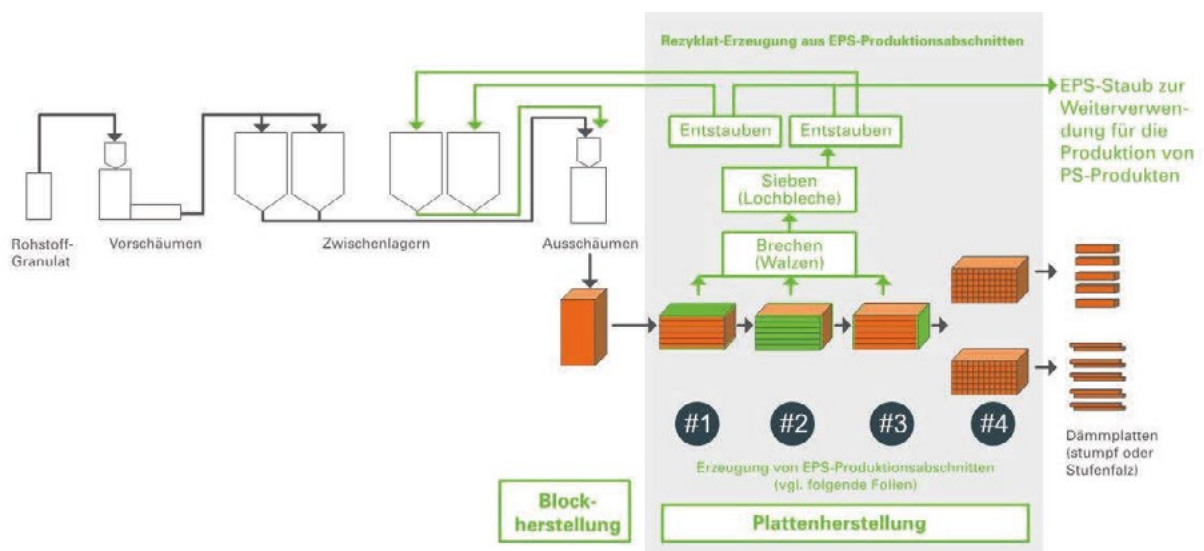 Rezyklat-Erzeugung aus EPS-Produktionsabschnitten
EPS-Staub zur
Weiterverwen-
dung für die
Produktion von
PS-Produkten
Entstauben
Entstauben
Sieben
(Lochbleche)
Brechen
(Walzen)
Rohstoff-
Granulat
Vorschäumen
Zwischenlagern
Ausschäumen
#1
#2
#3
#4
Dämmplatten
(stumpf oder
Stufenfalz)
Erzeugung von EPS-Produktionsabschnitten
(vgl. folgende Folien)
Block-
herstellung
Plattenherstellung